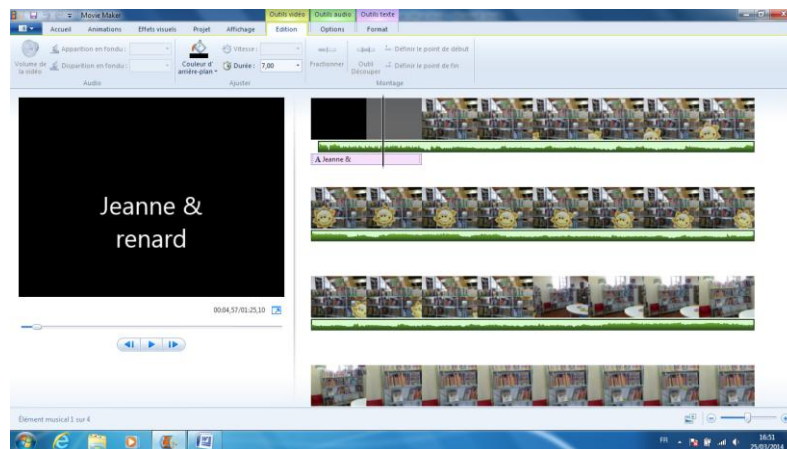 Movie Maker
Outils vidéo Outils audio Outils texte
Accueil Animations Effets visuels Projet Affichage Edition Options Format
Volume de la vidéo
Apparition en fondu :
Disparition en fondu :
Audio
Couleur d'arrière-plan
Vitesse :
Durée : 7,00
Ajuster
Fractionner
Outil Découper
Définir le point de début
Définir le point de fin
Montage
Jeanne &
renard
A Jeanne &
00:04,57/01:25,10
Élément musical 1 sur 4
FR
16:51
25/03/2014